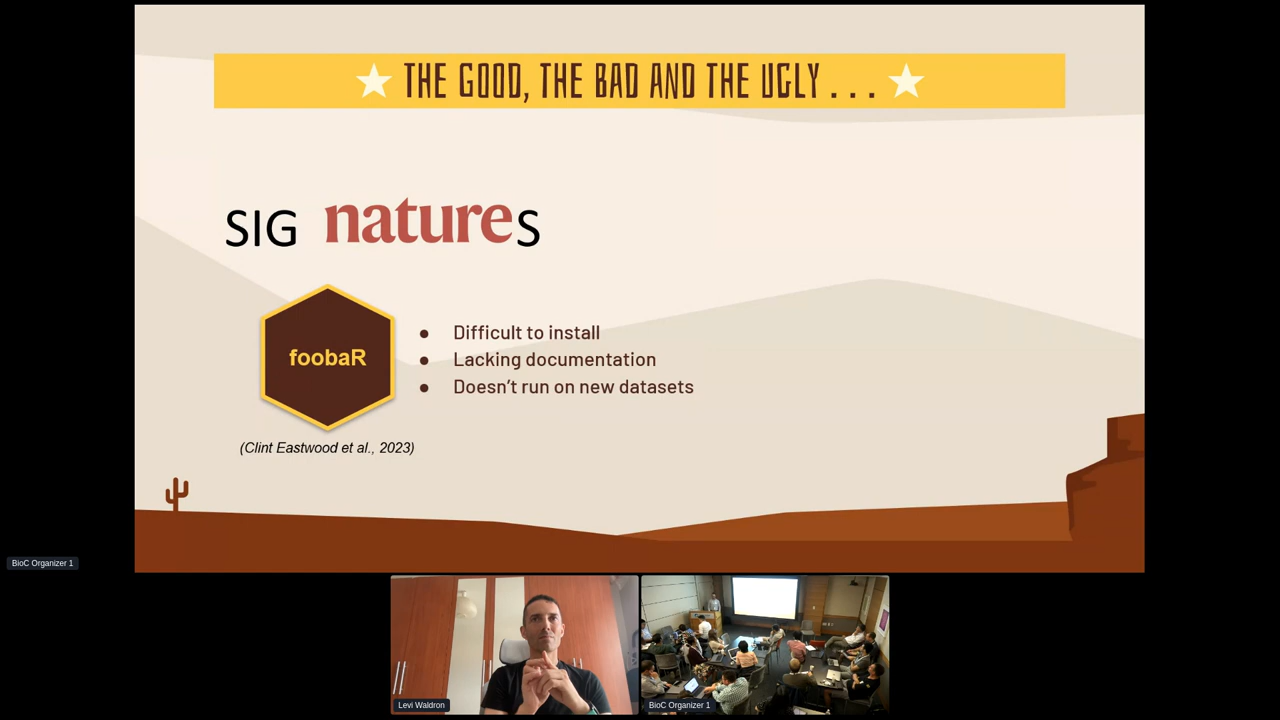 THE GOOD, THE BAD AND THE UGLY . . .
SIG natureS
foobaR
● Difficult to install
● Lacking documentation
● Doesn’t run on new datasets
(Clint Eastwood et al., 2023)
BioC Organizer 1
Levi Waldron
BioC Organizer 1